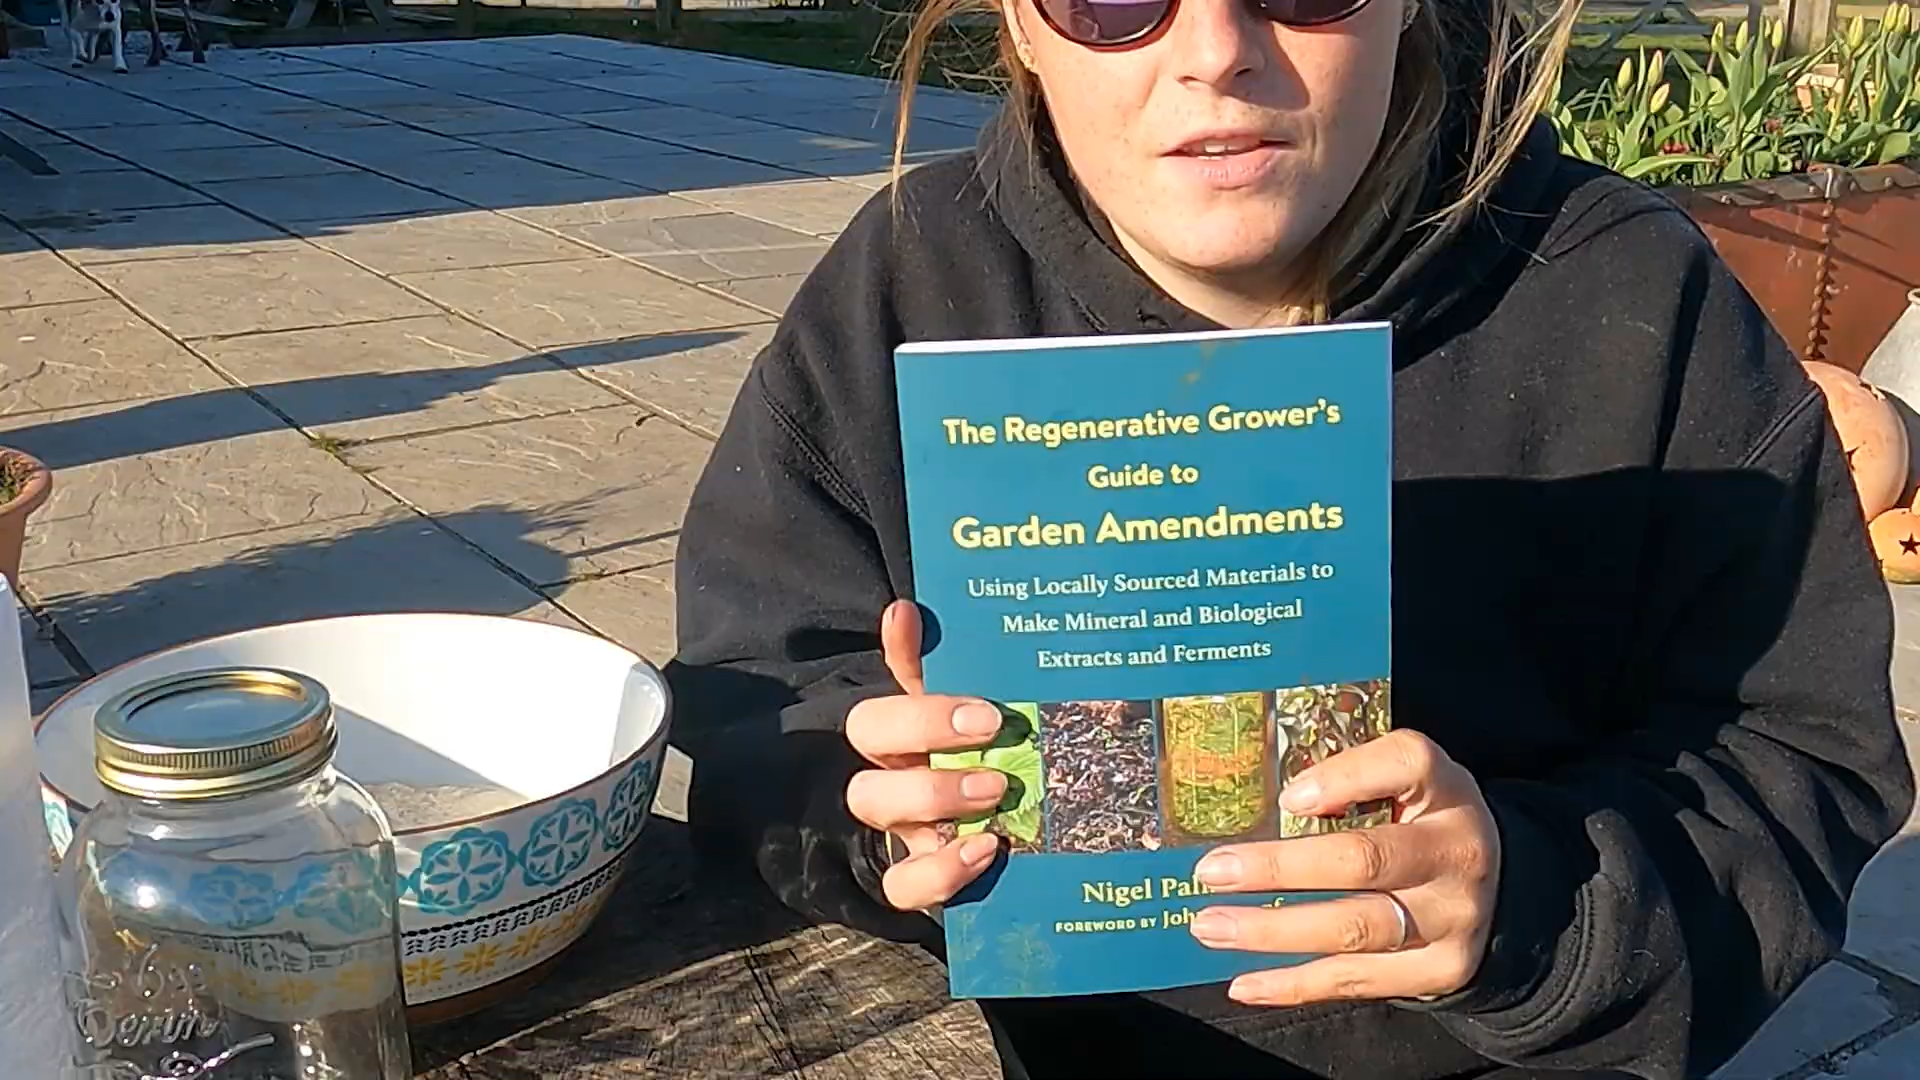 The Regenerative Grower's
Guide to
Garden Amendments
Using Locally Sourced Materials to
Make Mineral and Biological
Extracts and Ferments
Nigel
FOREWORD BY